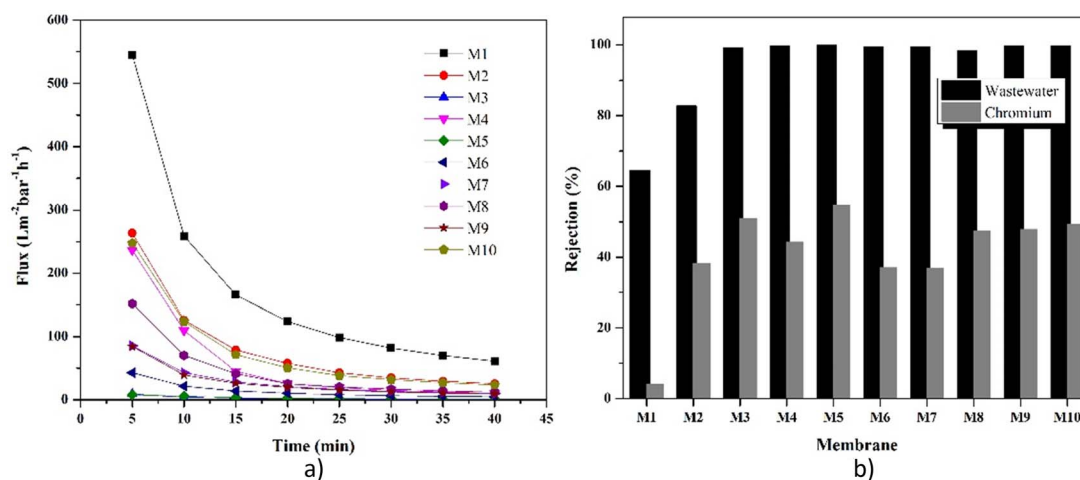 600
500
400
300
200
100
0
Flux (Lm⁻²bar⁻¹h⁻¹)
0 5 10 15 20 25 30 35 40 45
Time (min)
M1
M2
M3
M4
M5
M6
M7
M8
M9
M10
a)
100
80
60
40
20
0
Rejection (%)
Wastewater
Chromium
M1 M2 M3 M4 M5 M6 M7 M8 M9 M10
Membrane
b)